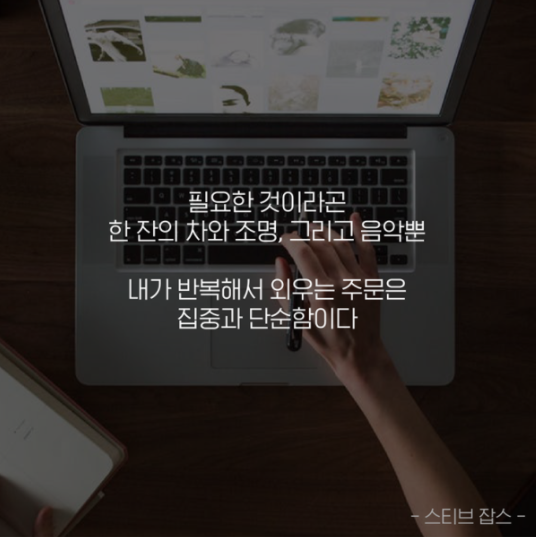 필요한 것이라곤
한 잔의 차와 조명, 그리고 음악뿐
내가 반복해서 외우는 주문은
집중과 단순함이다
- 스티브 잡스 -